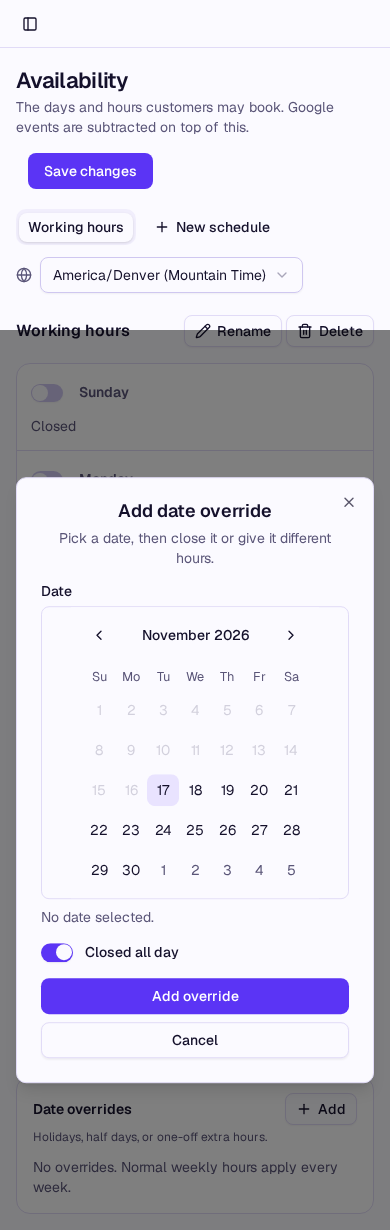 Availability
The days and hours customers may book. Google
events are subtracted on top of this.
Save changes
Working hours
New schedule
America/Denver (Mountain Time)
Working hours
Rename
Delete
Sunday
Closed
Monday
Add date override
Pick a date, then close it or give it different
hours.
Date
November 2026
Su Mo Tu We Th Fr Sa
1 2 3 4 5 6 7
8 9 10 11 12 13 14
15 16 17 18 19 20 21
22 23 24 25 26 27 28
29 30 1 2 3 4 5
No date selected.
Closed all day
Add override
Cancel
Date overrides
Add
Holidays, half days, or one-off extra hours.
No overrides. Normal weekly hours apply every
week.